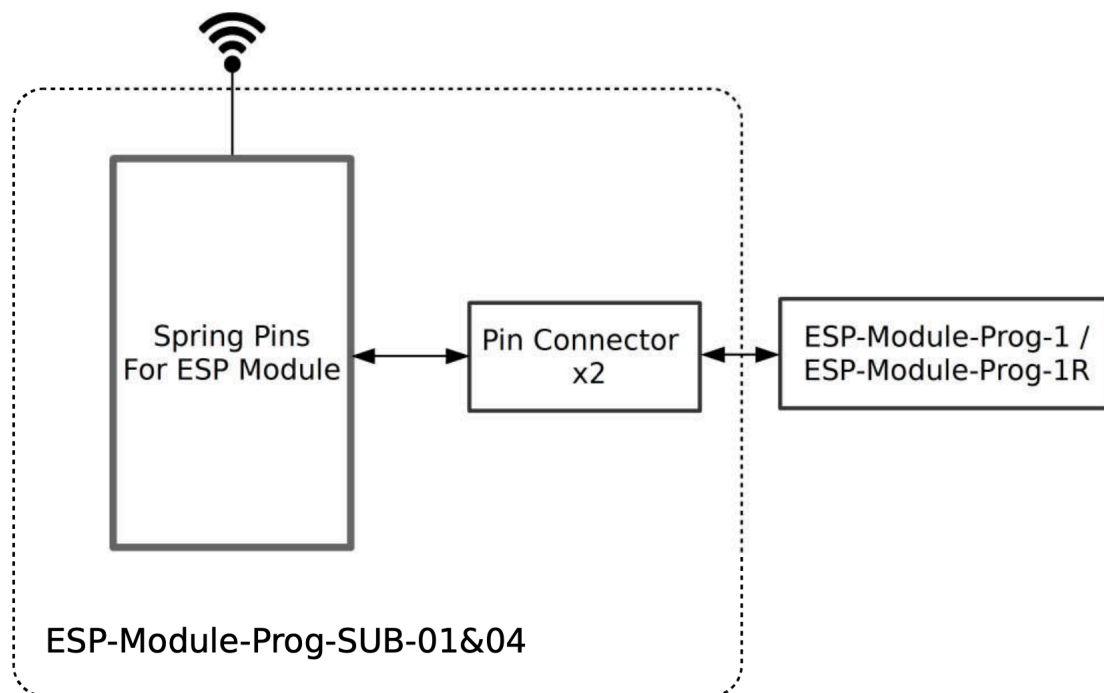 Spring Pins
For ESP Module
Pin Connector
x2
ESP-Module-Prog-1 /
ESP-Module-Prog-1R
ESP-Module-Prog-SUB-01&04